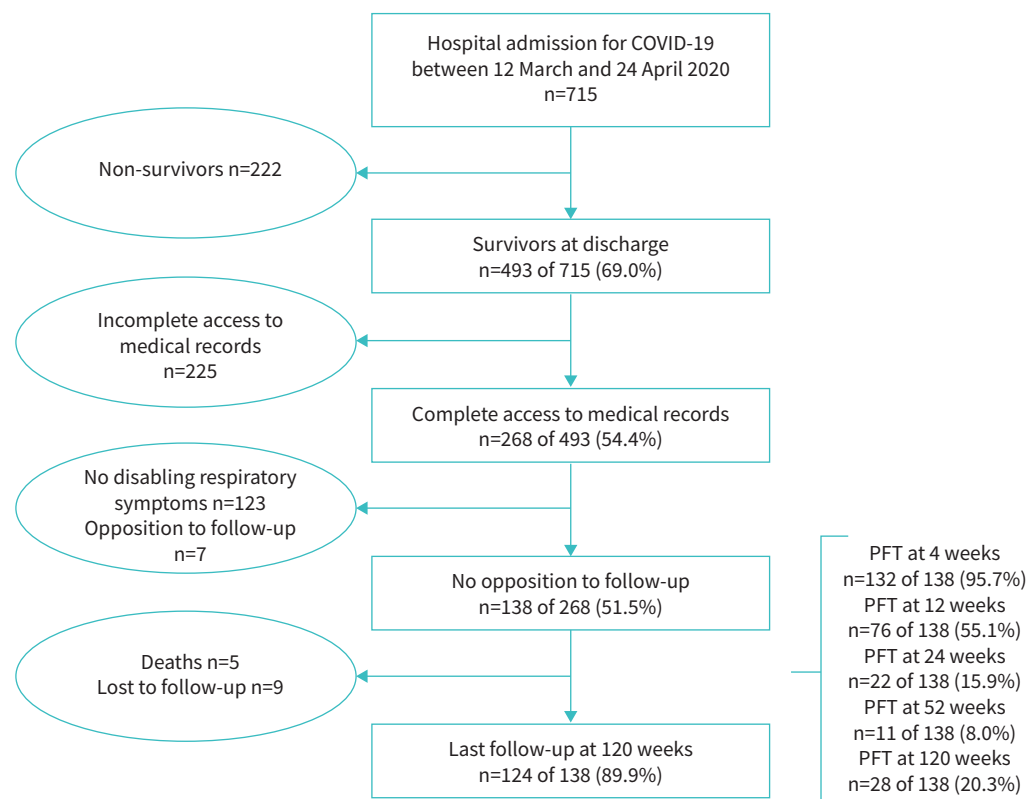 Hospital admission for COVID-19
between 12 March and 24 April 2020
n=715
Non-survivors n=222
Survivors at discharge
n=493 of 715 (69.0%)
Incomplete access to
medical records
n=225
Complete access to medical records
n=268 of 493 (54.4%)
No disabling respiratory
symptoms n=123
Opposition to follow-up
n=7
No opposition to follow-up
n=138 of 268 (51.5%)
Deaths n=5
Lost to follow-up n=9
Last follow-up at 120 weeks
n=124 of 138 (89.9%)
PFT at 4 weeks
n=132 of 138 (95.7%)
PFT at 12 weeks
n=76 of 138 (55.1%)
PFT at 24 weeks
n=22 of 138 (15.9%)
PFT at 52 weeks
n=11 of 138 (8.0%)
PFT at 120 weeks
n=28 of 138 (20.3%)